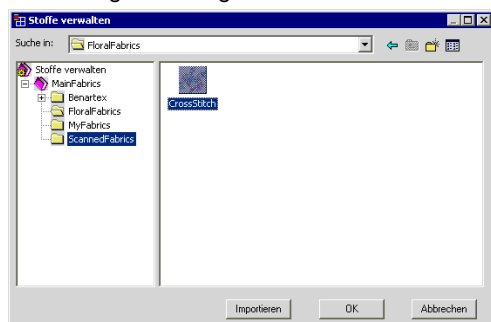 Stoffe verwalten
Suche in: FloralFabrics
Stoffe verwalten
MainFabrics
Benartex
FloralFabrics
MyFabrics
ScannedFabrics
CrossStitch
Importieren OK Abbrechen